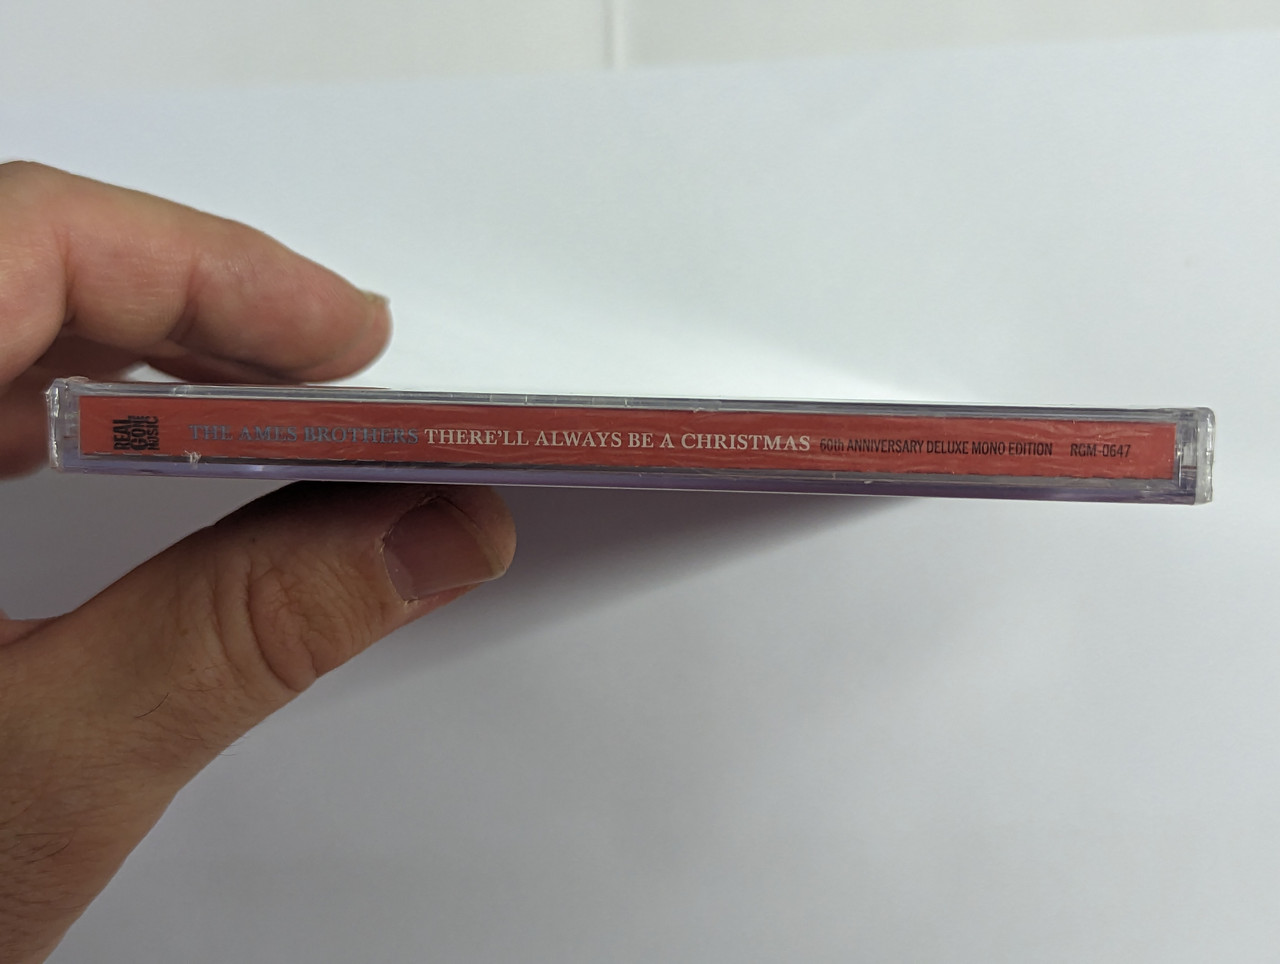 REAL
GONE
MUSIC
THE AMES BROTHERS THERE'LL ALWAYS BE A CHRISTMAS 60th ANNIVERSARY DELUXE MONO EDITION RGM-0647